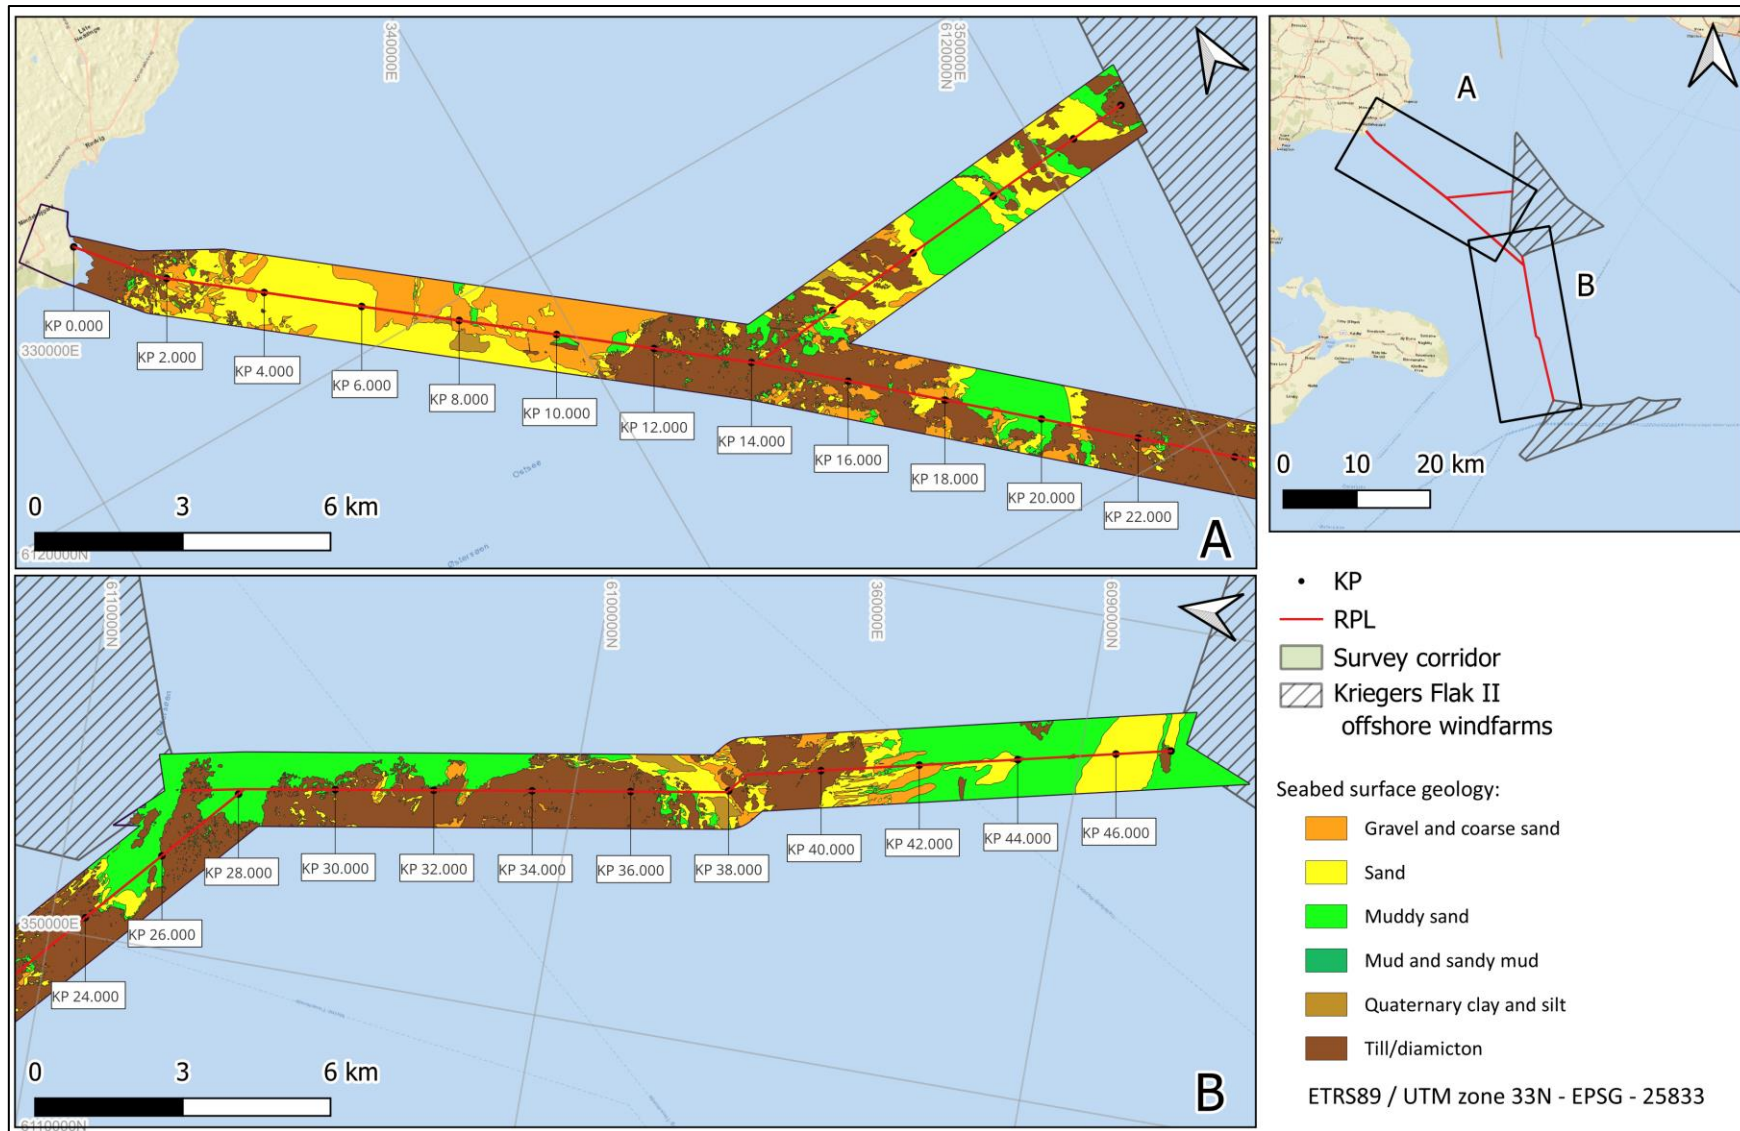 340000E
350000E
6120000N
Rødvig
KP 0.000
330000E
KP 2.000
KP 4.000
KP 6.000
KP 8.000
KP 10.000
KP 12.000
KP 14.000
KP 16.000
KP 18.000
KP 20.000
KP 22.000
Ostsee
Østersøen
0 3 6 km
6120000N
A
A
B
0 10 20 km
6110000N
6100000N
360000E
6090000N
350000E
KP 24.000
KP 26.000
KP 28.000
KP 30.000
KP 32.000
KP 34.000
KP 36.000
KP 38.000
KP 40.000
KP 42.000
KP 44.000
KP 46.000
0 3 6 km
6110000N
B
KP
RPL
Survey corridor
Kriegers Flak II
offshore windfarms
Seabed surface geology:
Gravel and coarse sand
Sand
Muddy sand
Mud and sandy mud
Quaternary clay and silt
Till/diamicton
ETRS89 / UTM zone 33N - EPSG - 25833